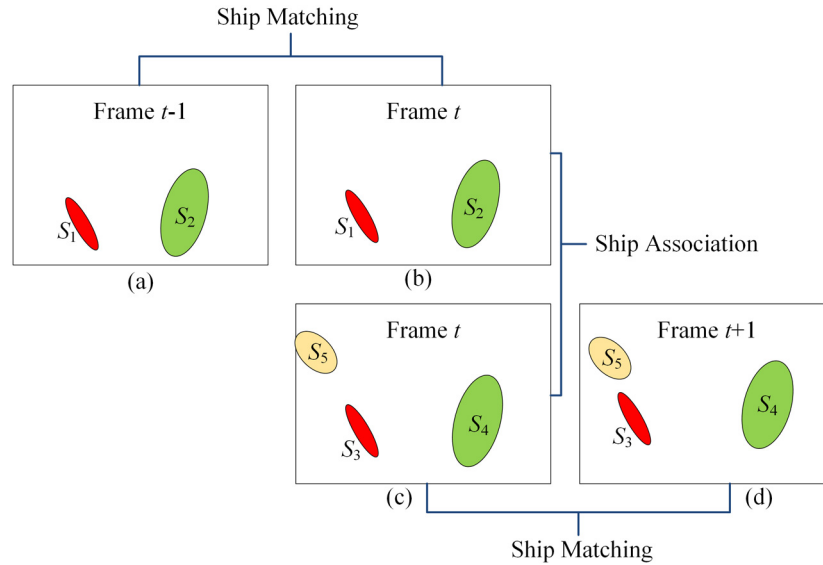 Ship Matching
Frame t-1
Frame t
S1
S2
S1
S2
(a)
(b)
Ship Association
Frame t
Frame t+1
S5
S3
S4
S5
S3
S4
(c)
(d)
Ship Matching